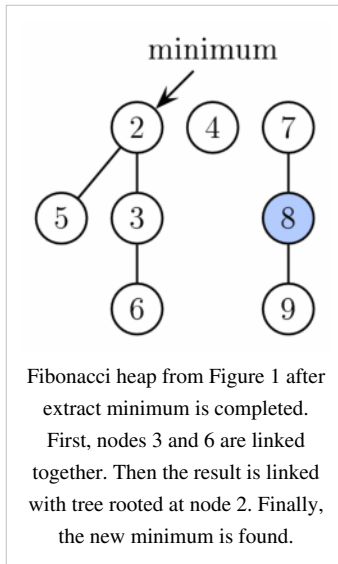 minimum
2 4 7
5 3 8
6 9
Fibonacci heap from Figure 1 after
extract minimum is completed.
First, nodes 3 and 6 are linked
together. Then the result is linked
with tree rooted at node 2. Finally,
the new minimum is found.